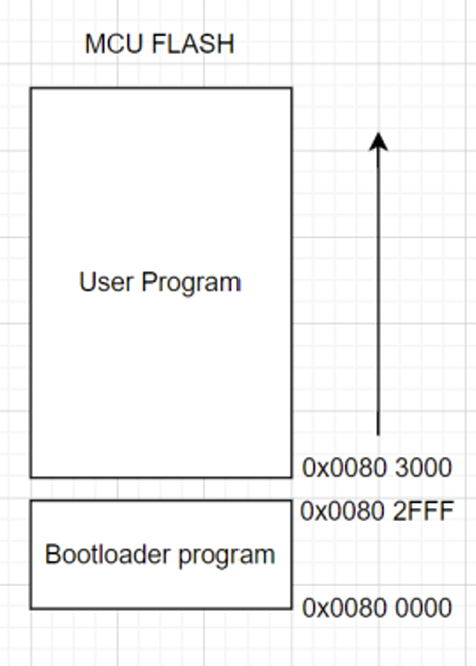 MCU FLASH
User Program
0x0080 3000
0x0080 2FFF
Bootloader program
0x0080 0000